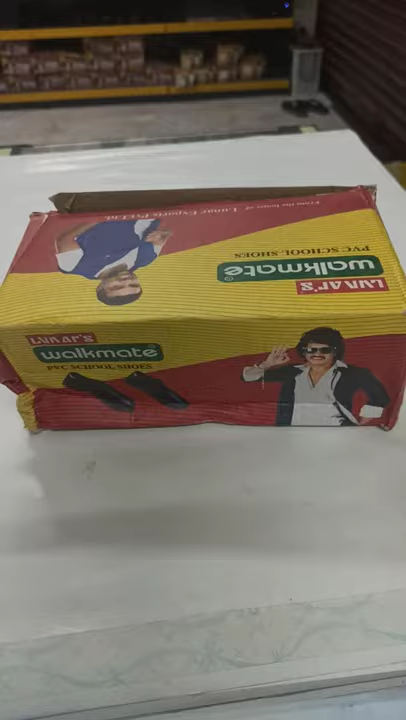 From the house of Lunar Exports Pvt.Ltd.
PVC SCHOOL SHOES
walkmate®
LUNAR'S
LUNAR'S
walkmate®
PVC SCHOOL SHOES